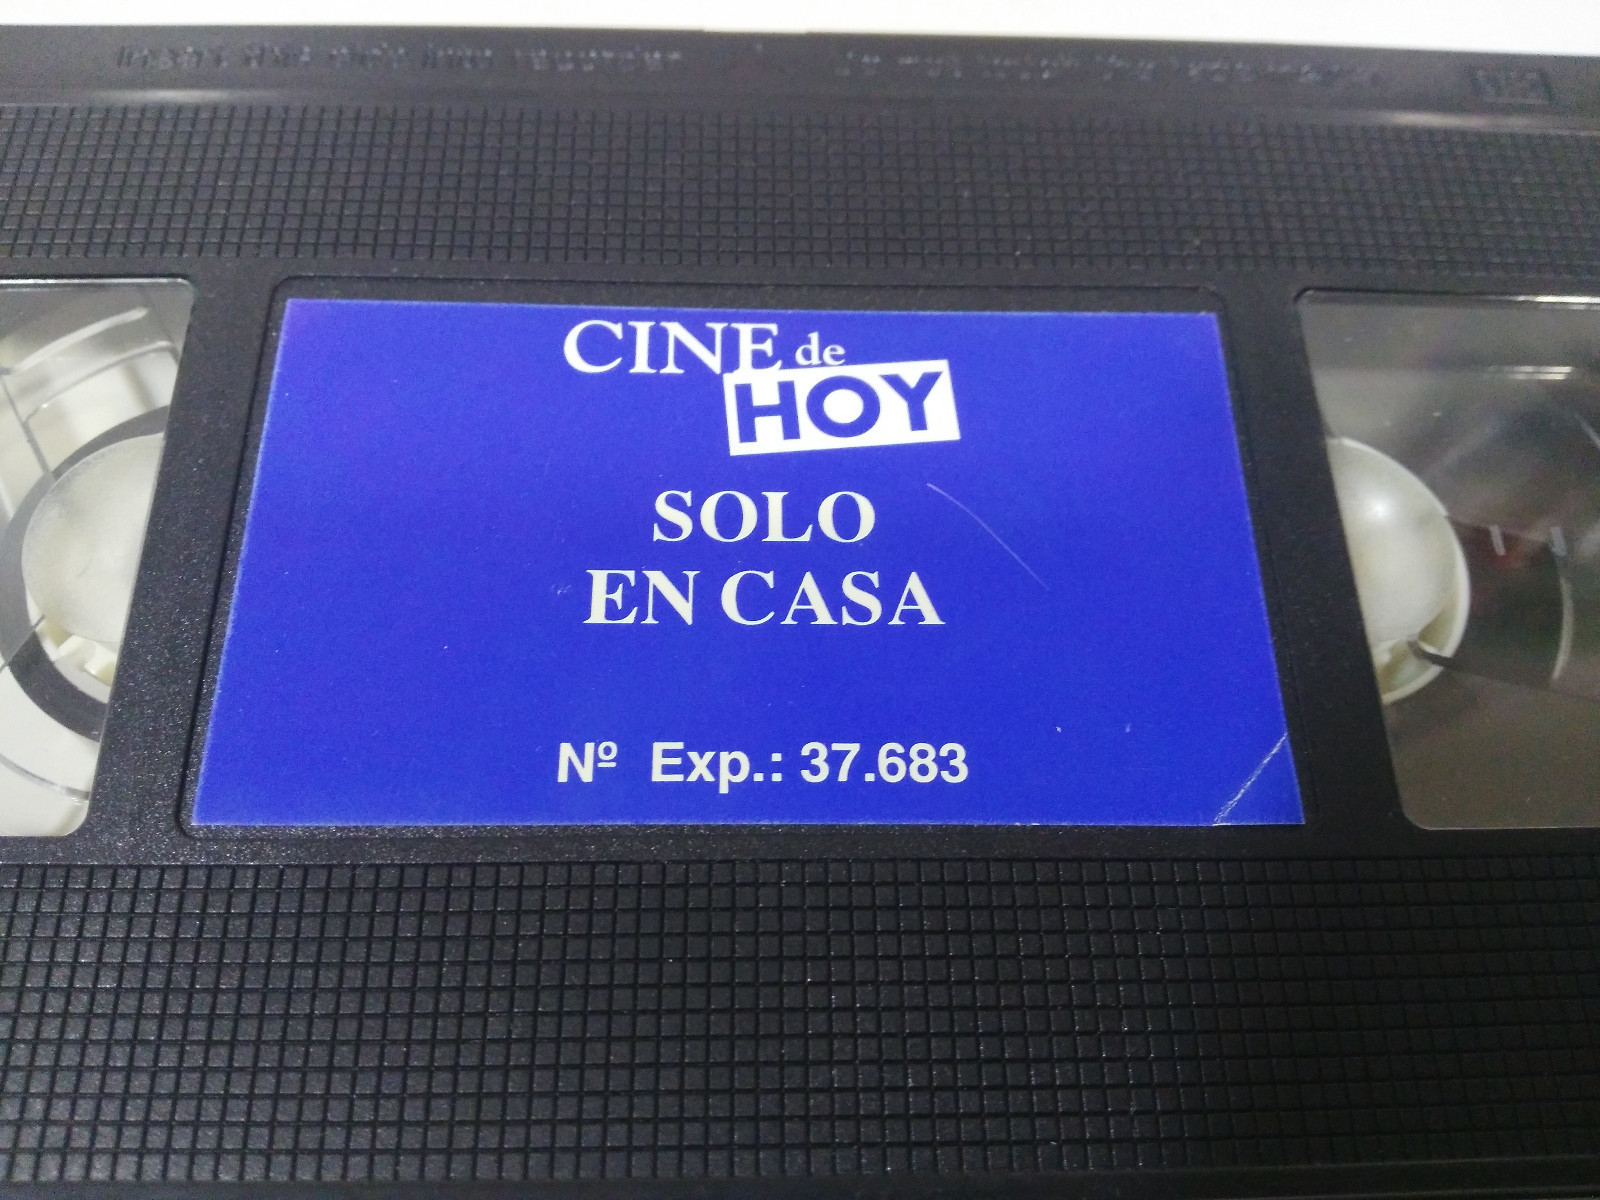 CINE de
HOY
SOLO
EN CASA
Nº Exp.: 37.683